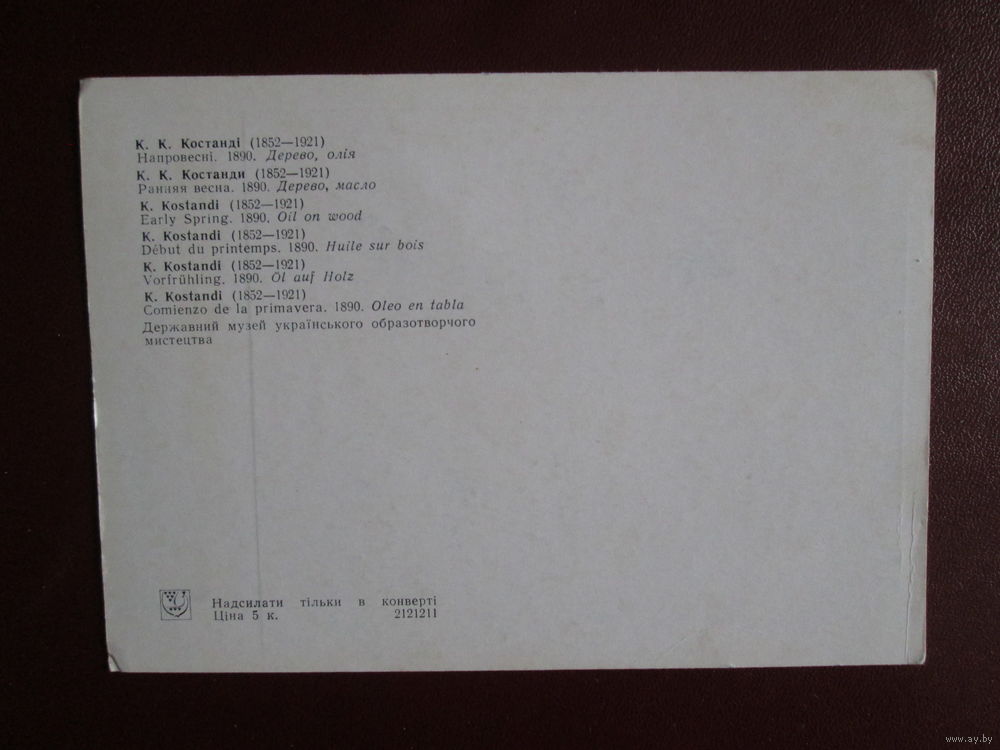 К. К. Костанді (1852—1921)
Напровесні. 1890. Дерево, олія
К. К. Костанди (1852—1921)
Ранняя весна. 1890. Дерево, масло
K. Kostandi (1852—1921)
Early Spring. 1890. Oil on wood
K. Kostandi (1852—1921)
Début du printemps. 1890. Huile sur bois
K. Kostandi (1852—1921)
Vorfrühling. 1890. Öl auf Holz
K. Kostandi (1852—1921)
Comienzo de la primavera. 1890. Oleo en tabla
Державний музей українського образотворчого
мистецтва
Надсилати тільки в конверті
Ціна 5 к. 2121211
www.ay.by